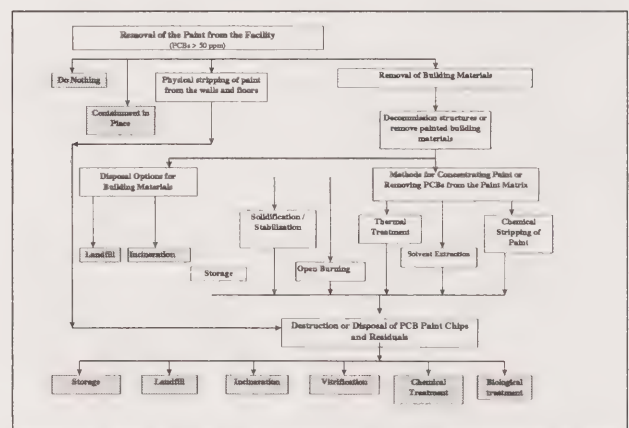 Removal of the Paint from the Facility
(PCBs > 50 ppm)
Do Nothing
Physical stripping of paint
from the walls and floors
Removal of Building Materials
Containment in
Place
Decommission structures or
remove painted building
materials
Disposal Options for
Building Materials
Methods for Concentrating Paint or
Removing PCBs from the Paint Matrix
Solidification /
Stabilization
Thermal
Treatment
Chemical
Stripping of
Paint
Landfill
Incineration
Solvent Extraction
Storage
Open Burning
Destruction or Disposal of PCB Paint Chips
and Residuals
Storage
Landfill
Incineration
Vitrification
Chemical
Treatment
Biological
treatment